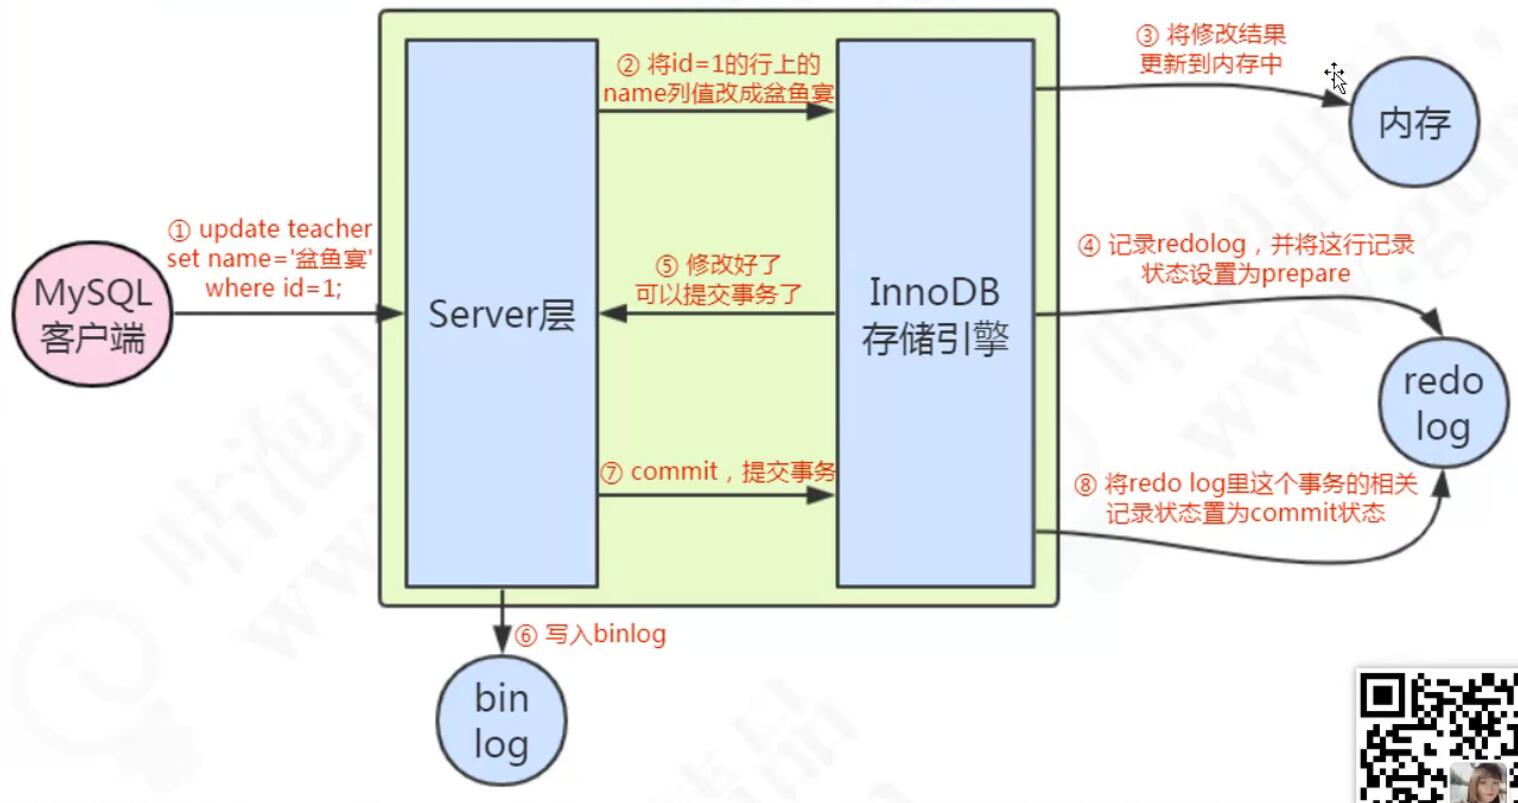 ① update teacher
set name='盆鱼宴'
where id=1;
MySQL
客户端
Server层
② 将id=1的行上的
name列值改成盆鱼宴
⑤ 修改好了
可以提交事务了
⑦ commit，提交事务
InnoDB
存储引擎
③ 将修改结果
更新到内存中
内存
④ 记录redolog，并将这行记录
状态设置为prepare
redo
log
⑧ 将redo log里这个事务的相关
记录状态置为commit状态
⑥ 写入binlog
bin
log